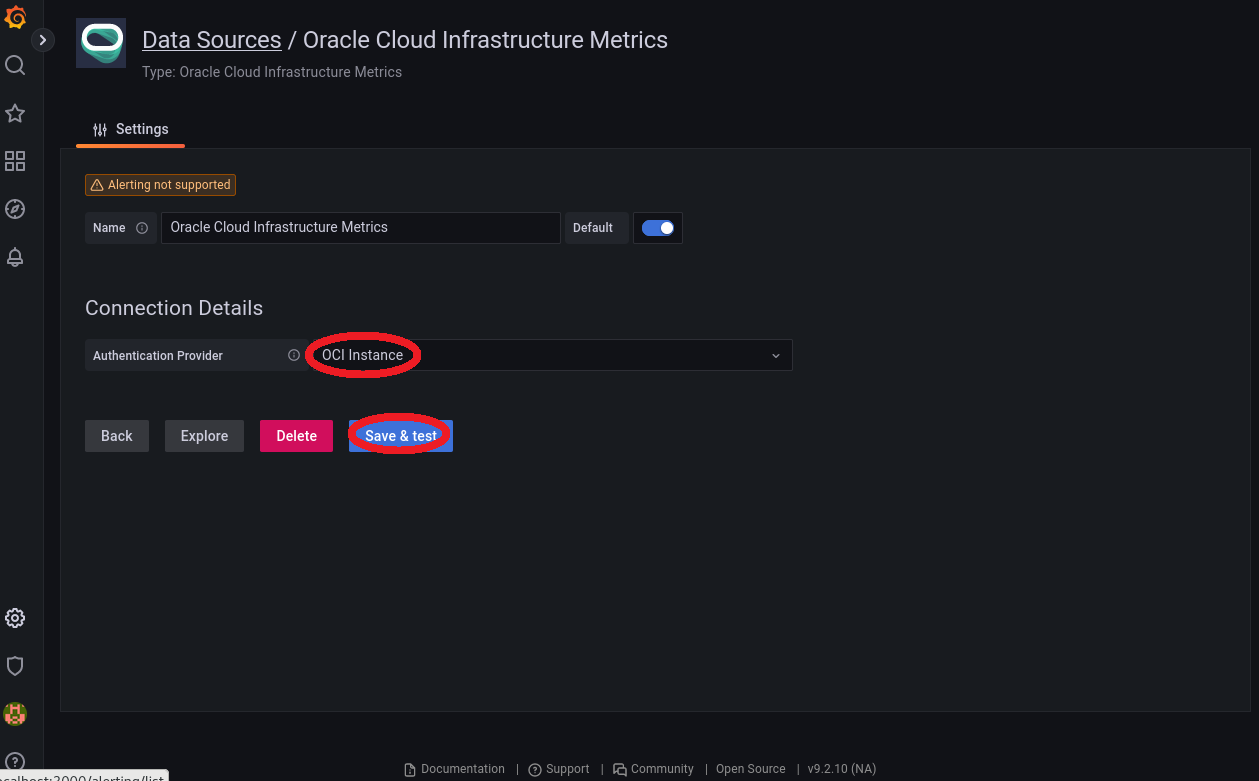 Data Sources / Oracle Cloud Infrastructure Metrics
Type: Oracle Cloud Infrastructure Metrics
Settings
Alerting not supported
Name Oracle Cloud Infrastructure Metrics Default
Connection Details
Authentication Provider OCI Instance
Back Explore Delete Save & test
Documentation | Support | Community | Open Source | v9.2.10 (NA)
ocalhost:3000/alerting/list